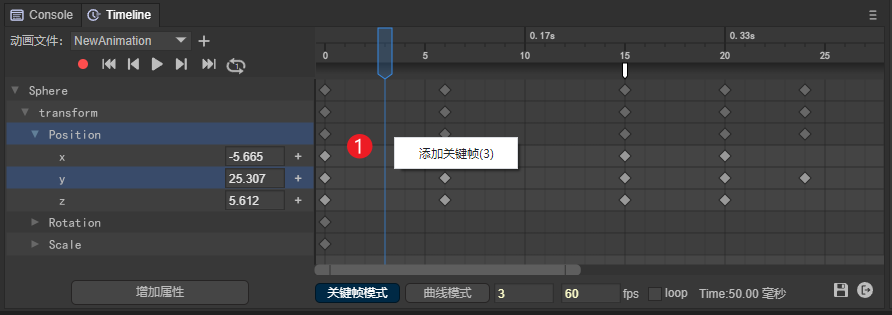 Console Timeline
动画文件: NewAnimation
0.17s 0.33s
0 5 10 15 20 25
1
Sphere
transform
Position
1
添加关键帧(3)
x -5.665 +
y 25.307 +
z 5.612 +
Rotation
Scale
增加属性
关键帧模式 曲线模式 3 60 fps loop Time:50.00 毫秒